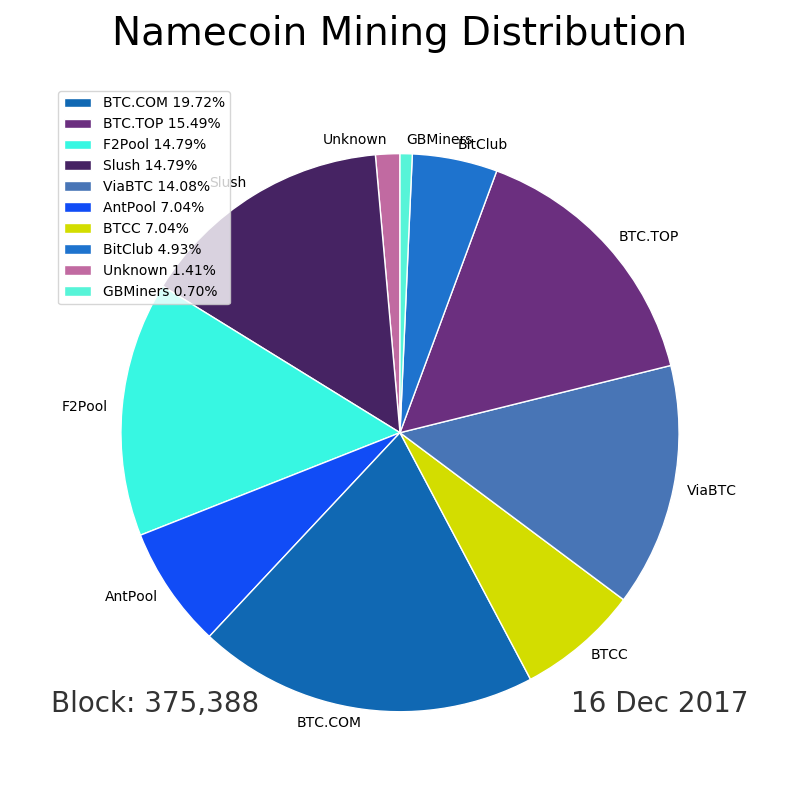 Namecoin Mining Distribution
BTC.COM 19.72%
BTC.TOP 15.49%
F2Pool 14.79%
Slush 14.79%
ViaBTC 14.08%
AntPool 7.04%
BTCC 7.04%
BitClub 4.93%
Unknown 1.41%
GBMiners 0.70%
Unknown
GBMiners
BitClub
Slush
BTC.TOP
F2Pool
ViaBTC
AntPool
BTCC
BTC.COM
Block: 375,388
16 Dec 2017